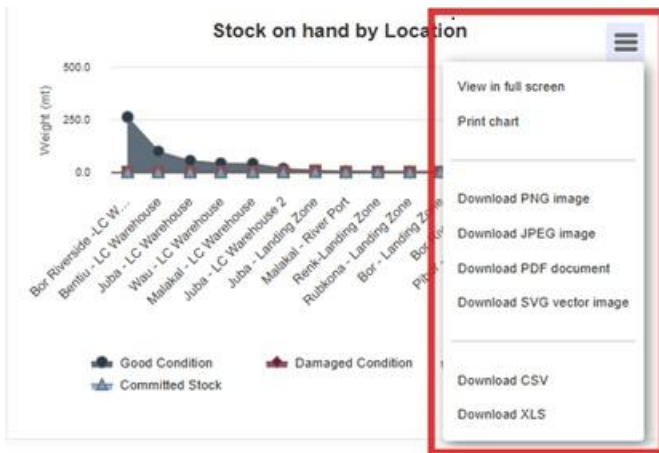 Stock on hand by Location
Weight (mt)
500.0
250.0
0.0
Bor Riverside -LC W...
Bentiu - LC Warehouse
Juba - LC Warehouse
Wau - LC Warehouse
Malakal - LC Warehouse
Juba - LC Warehouse 2
Juba - Landing Zone
Malakal - River Port
Renk-Landing Zone
Rubkona - Landing Zone
Bor - Landing Zone
Bor
Good Condition
Damaged Condition
Committed Stock
View in full screen
Print chart
Download PNG image
Download JPEG image
Download PDF document
Download SVG vector image
Download CSV
Download XLS